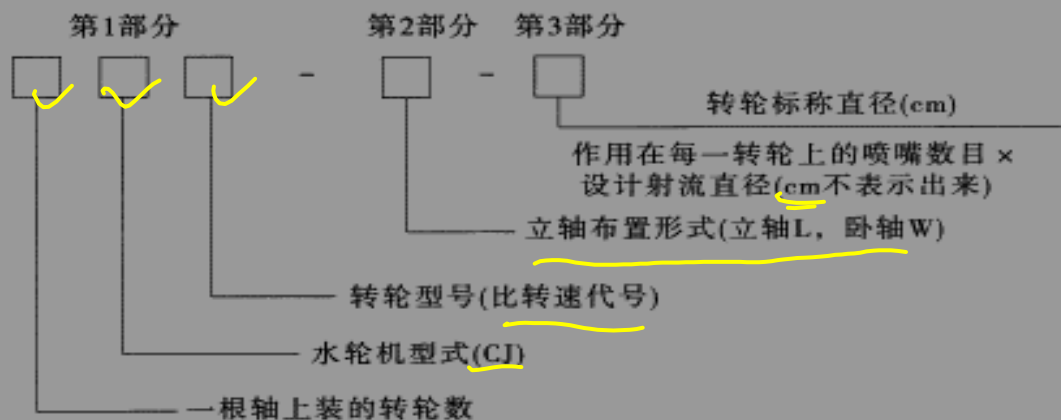 第1部分 第2部分 第3部分
- -
转轮标称直径(cm)
作用在每一转轮上的喷嘴数目×
设计射流直径(cm不表示出来)
立轴布置形式(立轴L，卧轴W)
转轮型号(比转速代号)
水轮机型式(CJ)
一根轴上装的转轮数